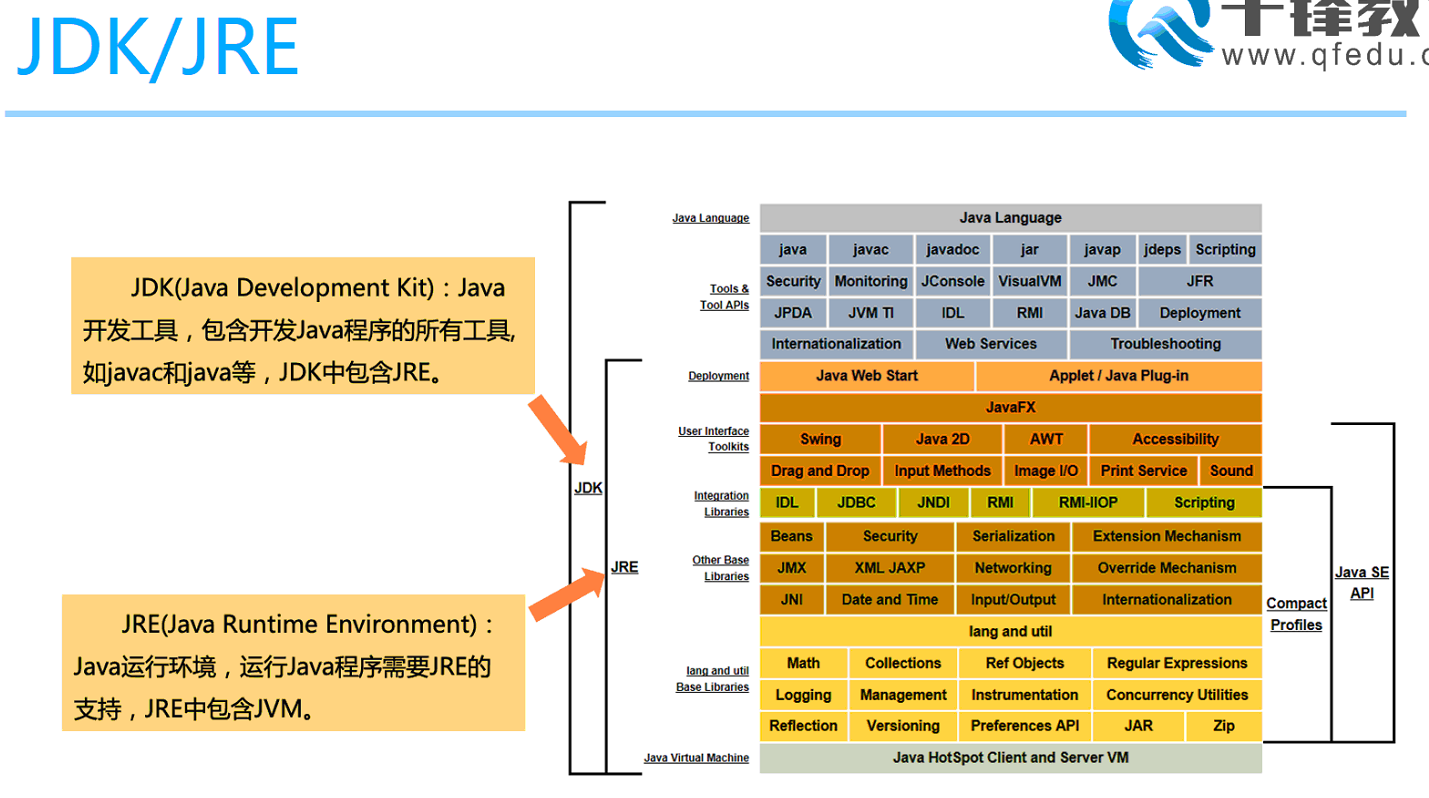 JDK/JRE
千锋教
www.qfedu.c
JDK(Java Development Kit)：Java
开发工具，包含开发Java程序的所有工具,
如javac和java等，JDK中包含JRE。
JRE(Java Runtime Environment)：
Java运行环境，运行Java程序需要JRE的
支持，JRE中包含JVM。
JDK
JRE
Java Language
Java Language
Tools &
Tool APIs
java javac javadoc jar javap jdeps Scripting
Security Monitoring JConsole VisualVM JMC JFR
JPDA JVM TI IDL RMI Java DB Deployment
Internationalization Web Services Troubleshooting
Deployment
Java Web Start Applet / Java Plug-in
User Interface
Toolkits
JavaFX
Swing Java 2D AWT Accessibility
Drag and Drop Input Methods Image I/O Print Service Sound
Integration
Libraries
IDL JDBC JNDI RMI RMI-IIOP Scripting
Other Base
Libraries
Beans Security Serialization Extension Mechanism
JMX XML JAXP Networking Override Mechanism
JNI Date and Time Input/Output Internationalization
lang and util
lang and util
Base Libraries
Math Collections Ref Objects Regular Expressions
Logging Management Instrumentation Concurrency Utilities
Reflection Versioning Preferences API JAR Zip
Java Virtual Machine
Java HotSpot Client and Server VM
Compact
Profiles
Java SE
API